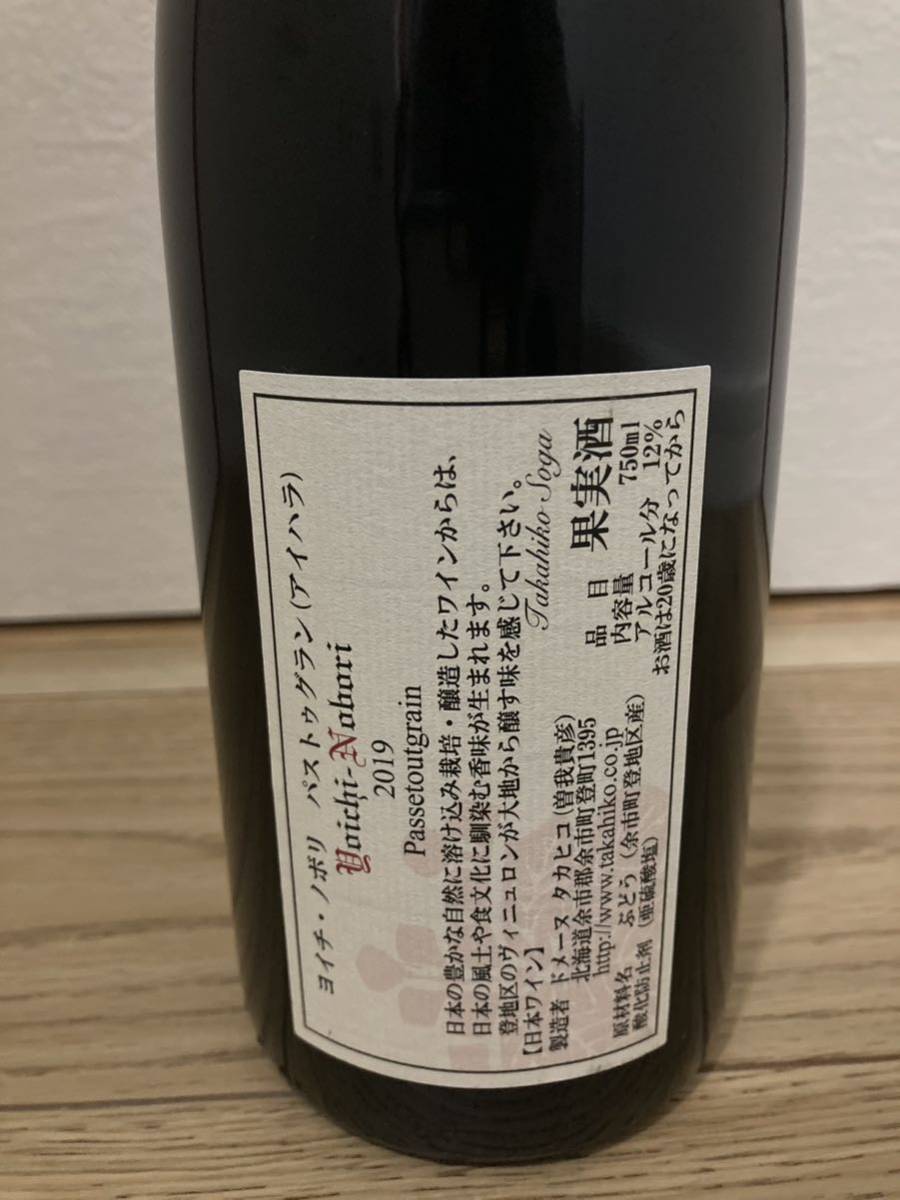 ヨイチ・ノボリ　パストゥグラン(アイハラ)
Yoichi-Nobori
2019
Passetoutgrain
日本の豊かな自然に溶け込み栽培・醸造したワインからは、
日本の風土や食文化に馴染む香味が生まれます。
登地区のヴィニュロンが大地から醸す味を感じて下さい。
Takahiko Soga
【日本ワイン】
製造者　ドメーヌ タカヒコ(曽我貴彦)
北海道余市郡余市町登町1395
http://www.takahiko.co.jp
原材料名　ぶどう（余市町登地区産）
酸化防止剤（亜硫酸塩）
品　目　果実酒
内容量　750ml
アルコール分　12%
お酒は20歳になってから